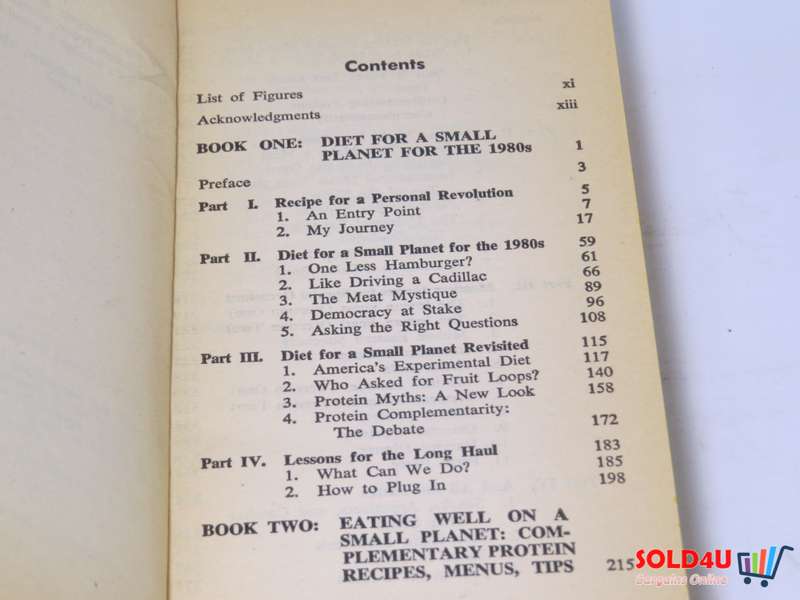 Contents
List of Figures xi
Acknowledgments xiii
BOOK ONE: DIET FOR A SMALL
PLANET FOR THE 1980s 1
Preface 3
Part I. Recipe for a Personal Revolution 5
1. An Entry Point 7
2. My Journey 17
Part II. Diet for a Small Planet for the 1980s 59
1. One Less Hamburger? 61
2. Like Driving a Cadillac 66
3. The Meat Mystique 89
4. Democracy at Stake 96
5. Asking the Right Questions 108
Part III. Diet for a Small Planet Revisited 115
1. America's Experimental Diet 117
2. Who Asked for Fruit Loops? 140
3. Protein Myths: A New Look 158
4. Protein Complementarity:
The Debate 172
Part IV. Lessons for the Long Haul 183
1. What Can We Do? 185
2. How to Plug In 198
BOOK TWO: EATING WELL ON A
SMALL PLANET: COM-
PLEMENTARY PROTEIN
RECIPES, MENUS, TIPS 215
SOLD4U
Bargains Online